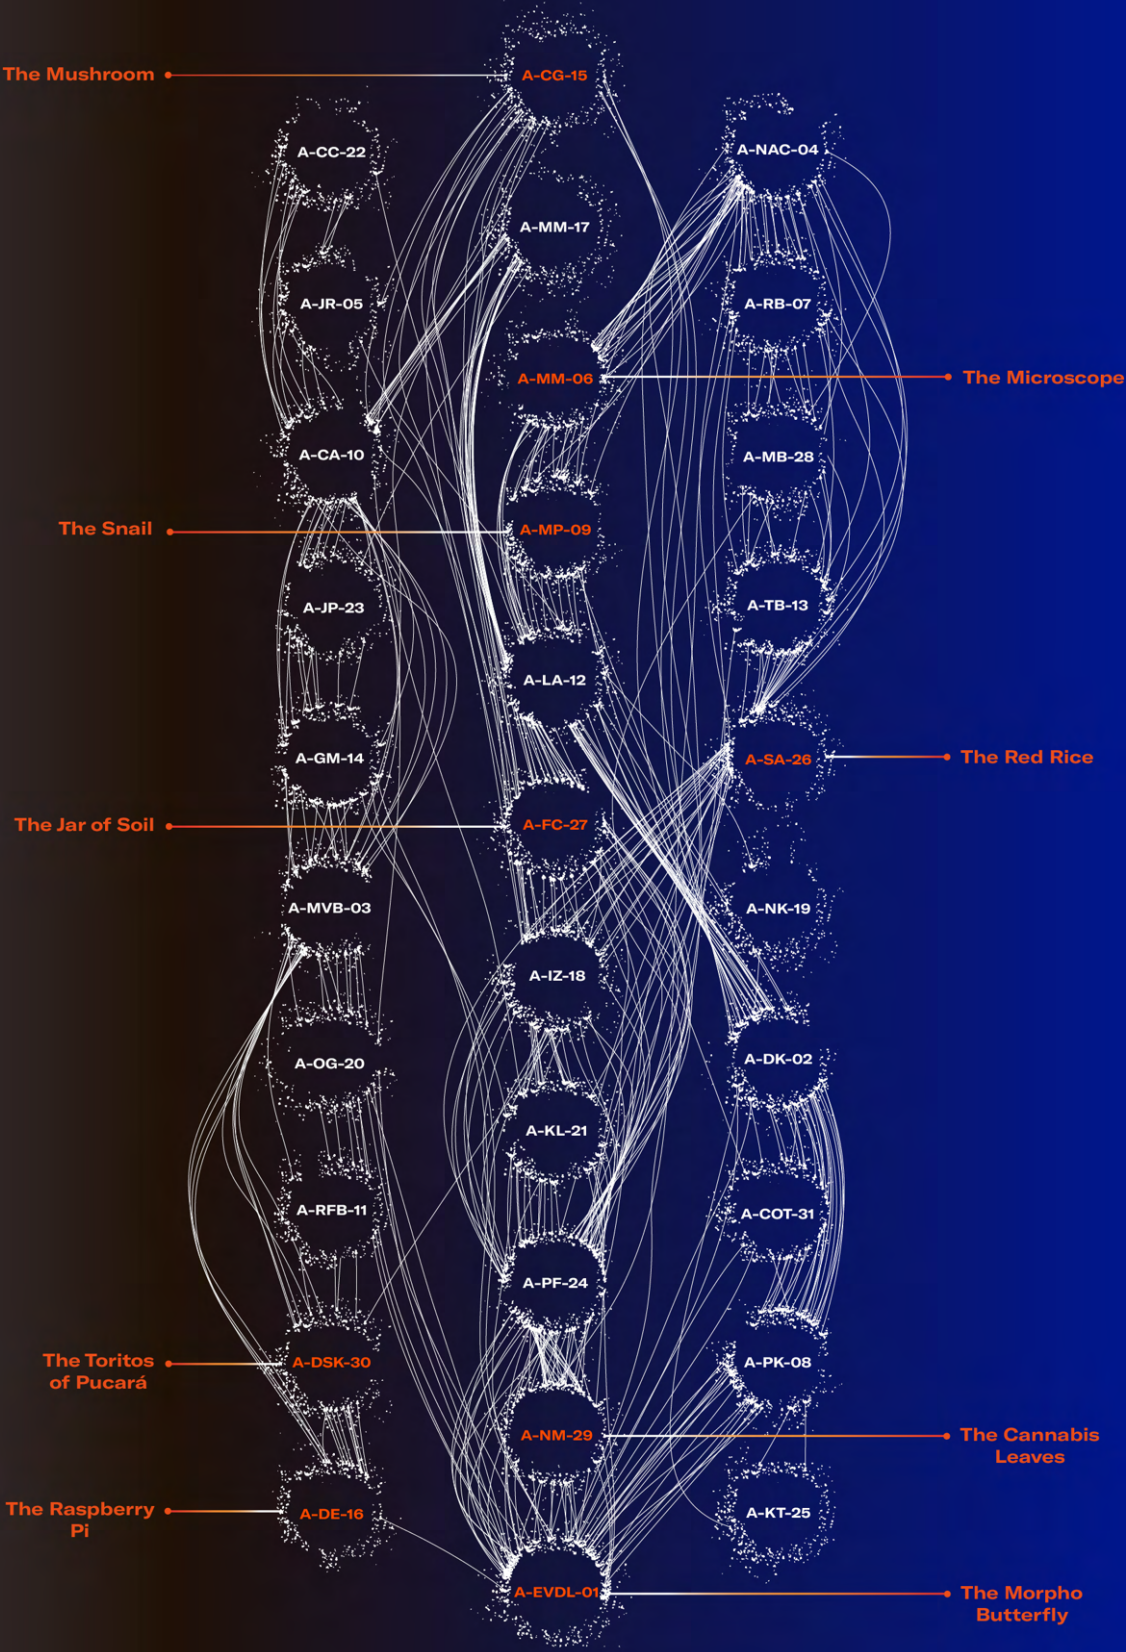 The Mushroom
A-CG-15
A-CC-22
A-NAC-04
A-MM-17
A-JR-05
A-RB-07
A-MM-06
The Microscope
A-CA-10
A-MB-28
The Snail
A-MP-09
A-JP-23
A-TB-13
A-LA-12
A-GM-14
A-SA-26
The Red Rice
The Jar of Soil
A-FC-27
A-MVB-03
A-NK-19
A-IZ-18
A-OG-20
A-DK-02
A-KL-21
A-RFB-11
A-COT-31
A-PF-24
The Toritos
of Pucará
A-DSK-30
A-PK-08
A-NM-29
The Cannabis
Leaves
The Raspberry
Pi
A-DE-16
A-KT-25
A-EVDL-01
The Morpho
Butterfly